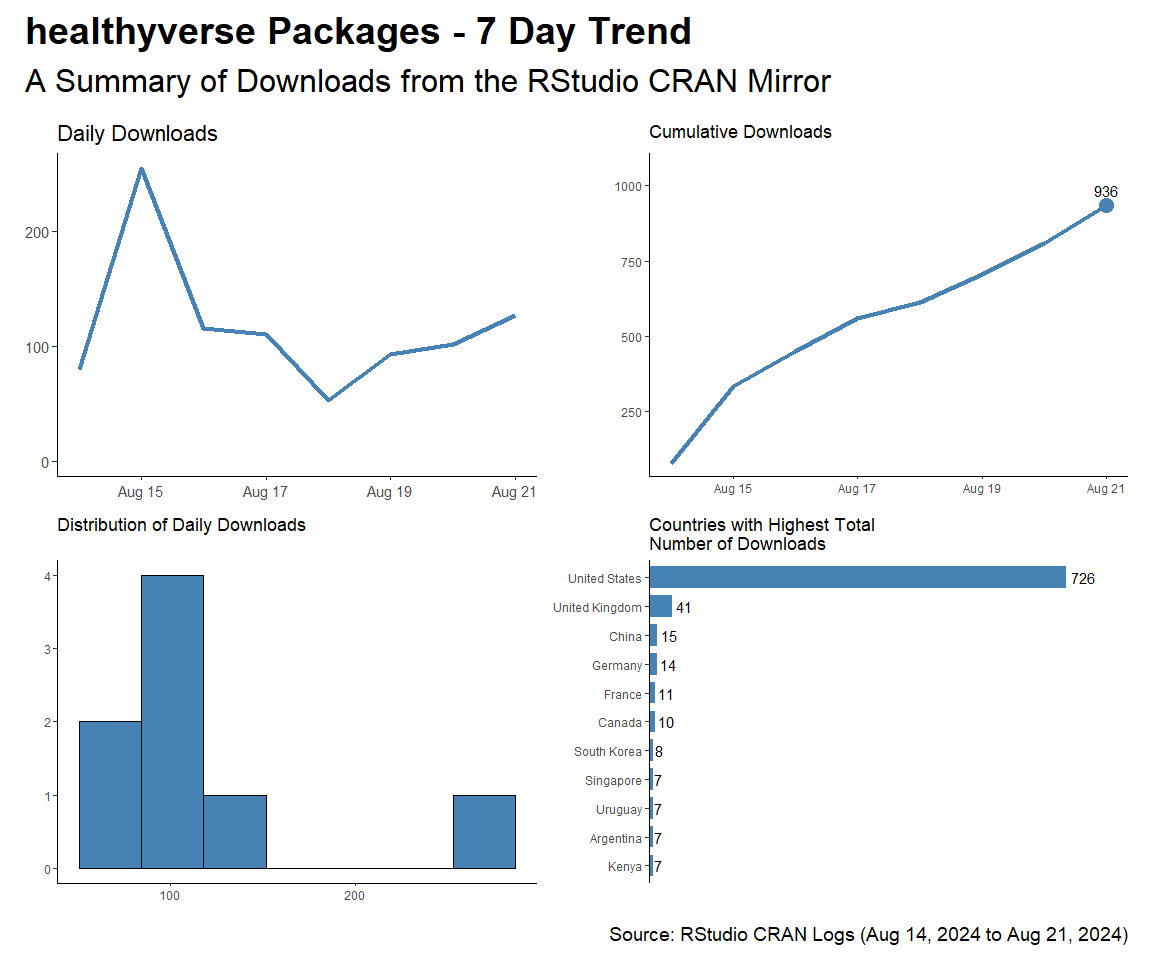 healthyverse Packages - 7 Day Trend
A Summary of Downloads from the RStudio CRAN Mirror
Daily Downloads
200
100
0
Aug 15 Aug 17 Aug 19 Aug 21
Cumulative Downloads
1000
750
500
250
936
Aug 15 Aug 17 Aug 19 Aug 21
Distribution of Daily Downloads
4
3
2
1
0
100 200
Countries with Highest Total
Number of Downloads
United States 726
United Kingdom 41
China 15
Germany 14
France 11
Canada 10
South Korea 8
Singapore 7
Uruguay 7
Argentina 7
Kenya 7
Source: RStudio CRAN Logs (Aug 14, 2024 to Aug 21, 2024)